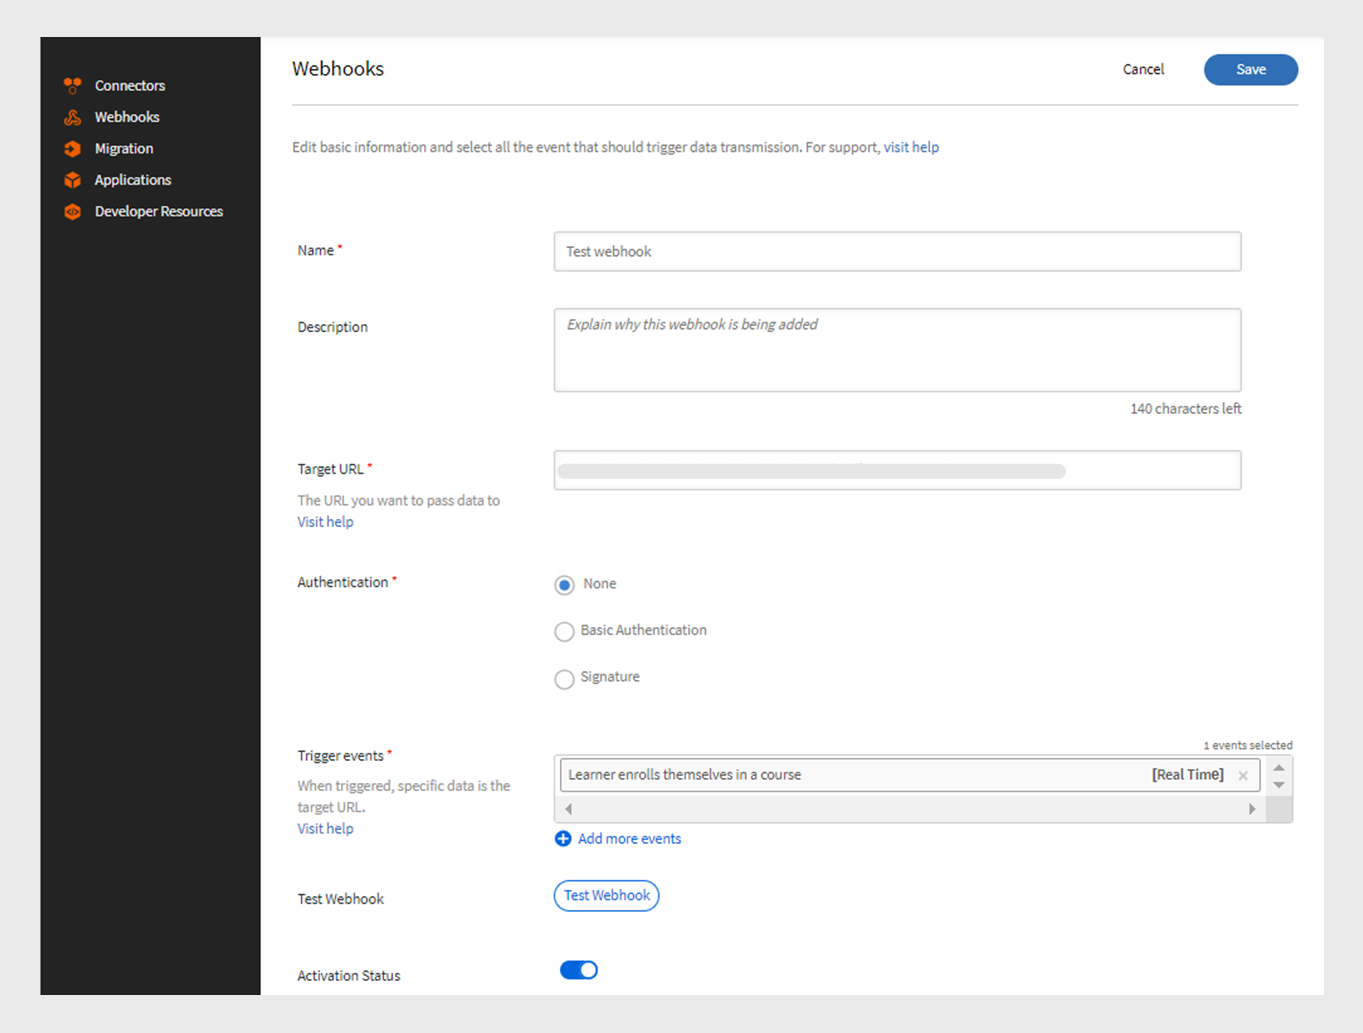 Connectors
Webhooks
Migration
Applications
Developer Resources
Webhooks
Cancel
Save
Edit basic information and select all the event that should trigger data transmission. For support, visit help
Name *
Test webhook
Description
Explain why this webhook is being added
140 characters left
Target URL *
The URL you want to pass data to
Visit help
Authentication *
None
Basic Authentication
Signature
Trigger events *
1 events selected
When triggered, specific data is the
target URL.
Visit help
Learner enrolls themselves in a course [Real Time] ×
Add more events
Test Webhook
Test Webhook
Activation Status